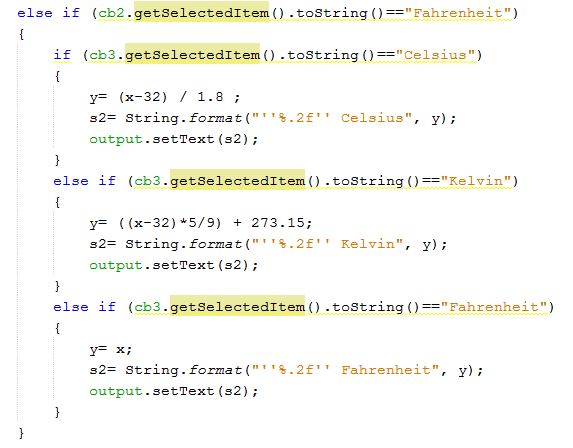 else if (cb2.getSelectedItem().toString()=="Fahrenheit")
{
if (cb3.getSelectedItem().toString()=="Celsius")
{
y= (x-32) / 1.8 ;
s2= String.format("''%.2f'' Celsius", y);
output.setText(s2);
}
else if (cb3.getSelectedItem().toString()=="Kelvin")
{
y= ((x-32)*5/9) + 273.15;
s2= String.format("''%.2f'' Kelvin", y);
output.setText(s2);
}
else if (cb3.getSelectedItem().toString()=="Fahrenheit")
{
y= x;
s2= String.format("''%.2f'' Fahrenheit", y);
output.setText(s2);
}
}